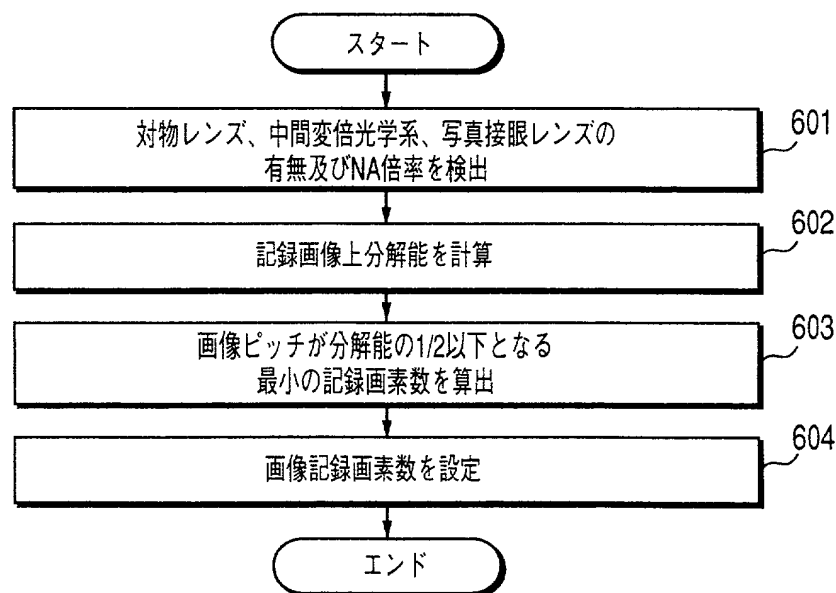 スタート
対物レンズ、中間変倍光学系、写真接眼レンズの
有無及びNA倍率を検出
601
記録画像上分解能を計算
602
画像ピッチが分解能の1/2以下となる
最小の記録画素数を算出
603
画像記録画素数を設定
604
エンド